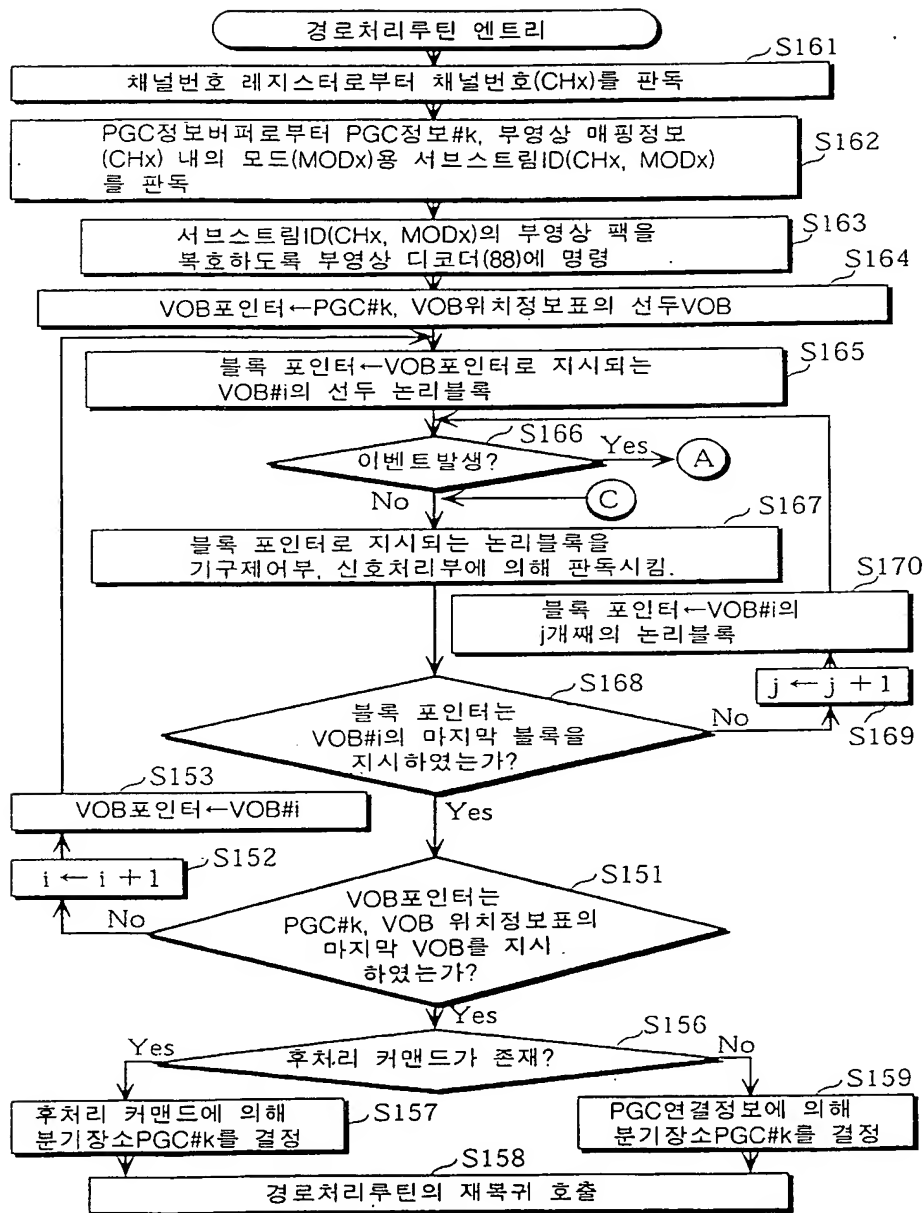 경로처리루틴 엔트리
S161
채널번호 레지스터로부터 채널번호(CHx)를 판독
PGC정보버퍼로부터 PGC정보#k, 부영상 매핑정보
(CHx) 내의 모드(MODx)용 서브스트림ID(CHx, MODx)
를 판독
S162
서브스트림ID(CHx, MODx)의 부영상 팩을
복호하도록 부영상 디코더(88)에 명령
S163
S164
VOB포인터←PGC#k, VOB위치정보표의 선두VOB
블록 포인터←VOB포인터로 지시되는
VOB#i의 선두 논리블록
S165
S166
이벤트발생?
Yes
A
No
C
S167
블록 포인터로 지시되는 논리블록을
기구제어부, 신호처리부에 의해 판독시킴.
S170
블록 포인터←VOB#i의
j개째의 논리블록
j ← j + 1
S169
S168
블록 포인터는
VOB#i의 마지막 블록을
지시하였는가?
No
Yes
S153
VOB포인터←VOB#i
S152
i ← i + 1
No
S151
VOB포인터는
PGC#k, VOB 위치정보표의
마지막 VOB를 지시
하였는가?
Yes
S156
후처리 커맨드가 존재?
Yes
No
후처리 커맨드에 의해
분기장소PGC#k를 결정
S157
S159
PGC연결정보에 의해
분기장소PGC#k를 결정
S158
경로처리루틴의 재복귀 호출